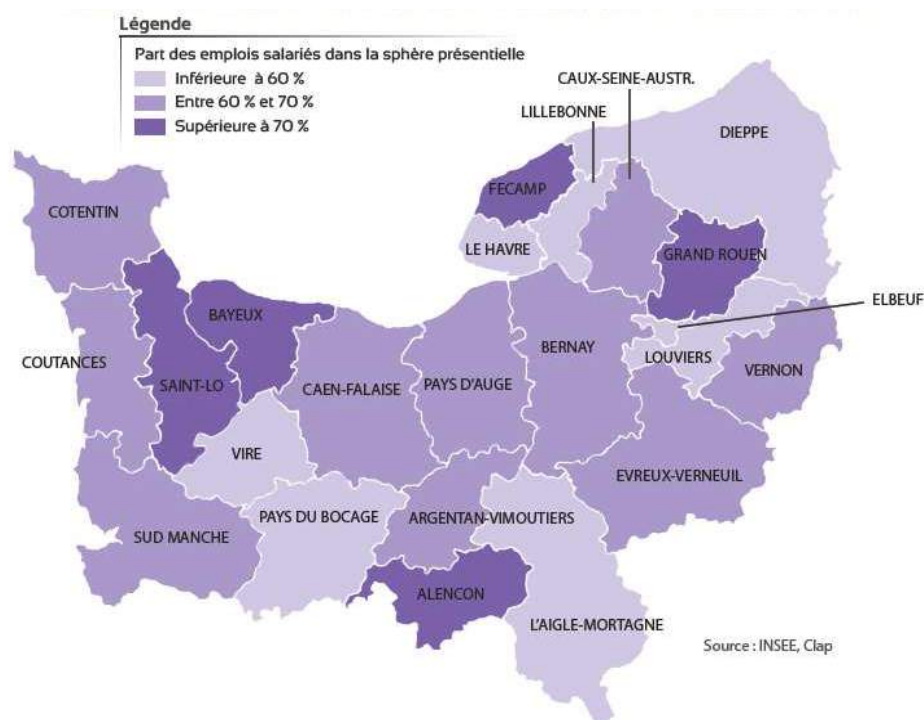 Légende
Part des emplois salariés dans la sphère présentielle
Inférieure à 60 %
Entre 60 % et 70 %
Supérieure à 70 %
CAUX-SEINE-AUSTR.
LILLEBONNE
DIEPPE
FECAMP
COTENTIN
LE HAVRE
GRAND ROUEN
ELBEUF
BAYEUX
BERNAY
LOUVIERS
COUTANCES
VERNON
SAINT-LO
CAEN-FALAISE
PAYS D'AUGE
VIRE
EVREUX-VERNEUIL
PAYS DU BOCAGE
ARGENTAN-VIMOUTIERS
SUD MANCHE
ALENCON
L'AIGLE-MORTAGNE
Source : INSEE, Clap